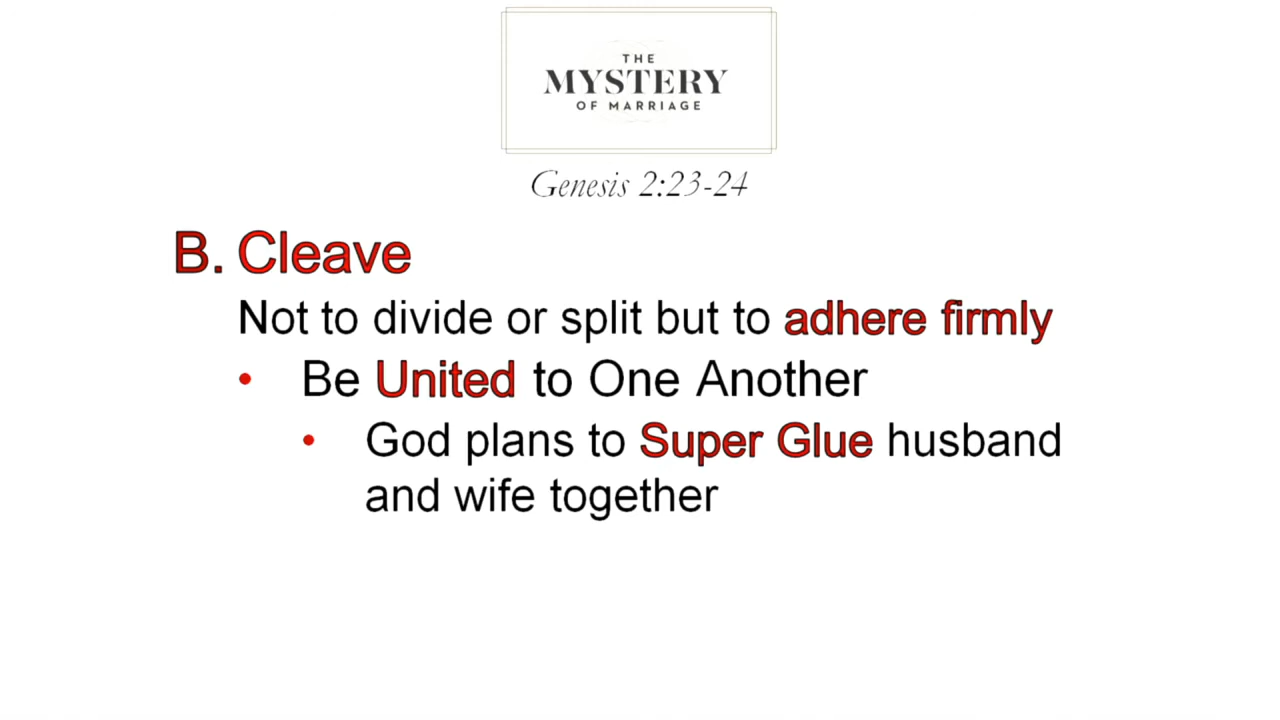 THE
MYSTERY
OF MARRIAGE
Genesis 2:23-24
B. Cleave
Not to divide or split but to adhere firmly
• Be United to One Another
• God plans to Super Glue husband
and wife together